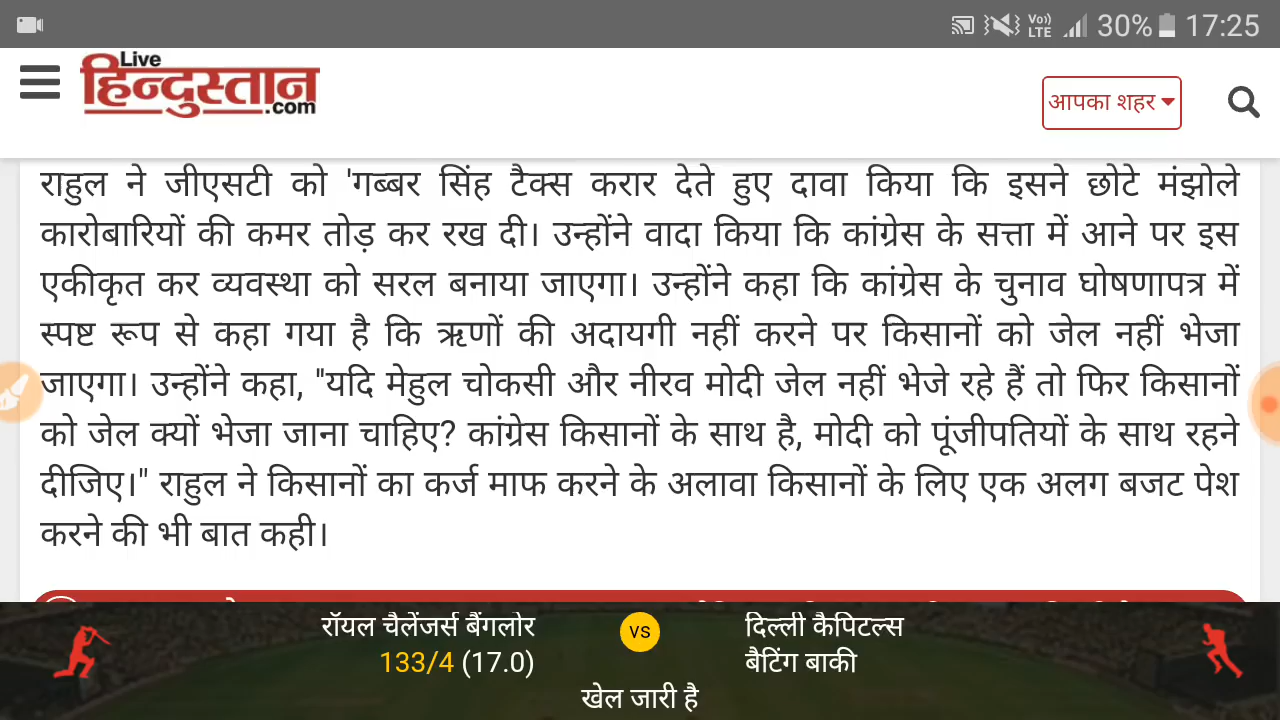 Vo))
LTE
30%
17:25
Live
हिन्दुस्तान
.com
आपका शहर
राहुल ने जीएसटी को 'गब्बर सिंह टैक्स करार देते हुए दावा किया कि इसने छोटे मंझोले
कारोबारियों की कमर तोड़ कर रख दी। उन्होंने वादा किया कि कांग्रेस के सत्ता में आने पर इस
एकीकृत कर व्यवस्था को सरल बनाया जाएगा। उन्होंने कहा कि कांग्रेस के चुनाव घोषणापत्र में
स्पष्ट रूप से कहा गया है कि ऋणों की अदायगी नहीं करने पर किसानों को जेल नहीं भेजा
जाएगा। उन्होंने कहा, "यदि मेहुल चोकसी और नीरव मोदी जेल नहीं भेजे रहे हैं तो फिर किसानों
को जेल क्यों भेजा जाना चाहिए? कांग्रेस किसानों के साथ है, मोदी को पूंजीपतियों के साथ रहने
दीजिए।" राहुल ने किसानों का कर्ज माफ करने के अलावा किसानों के लिए एक अलग बजट पेश
करने की भी बात कही।
रॉयल चैलेंजर्स बैंगलोर
133/4 (17.0)
VS
दिल्ली कैपिटल्स
बैटिंग बाकी
खेल जारी है